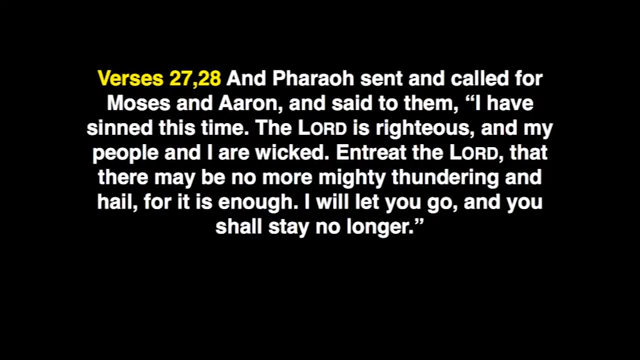 Verses 27,28 And Pharaoh sent and called for
Moses and Aaron, and said to them, “I have
sinned this time. The LORD is righteous, and my
people and I are wicked. Entreat the LORD, that
there may be no more mighty thundering and
hail, for it is enough. I will let you go, and you
shall stay no longer.”